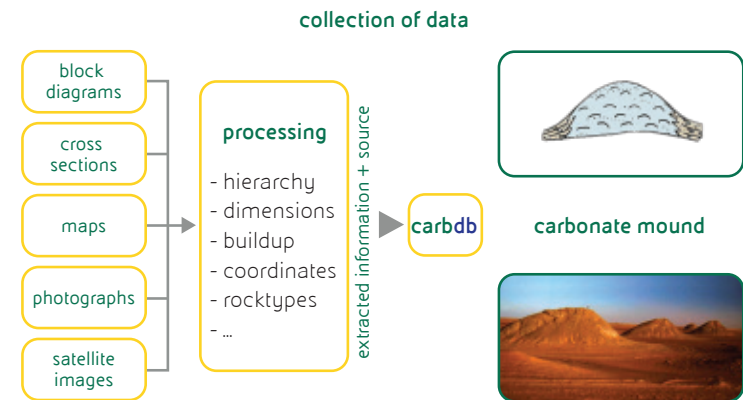 collection of data
block
diagrams
cross
sections
maps
photographs
satellite
images
processing
- hierarchy
- dimensions
- buildup
- coordinates
- rocktypes
- ...
extracted information + source
carbdb
carbonate mound